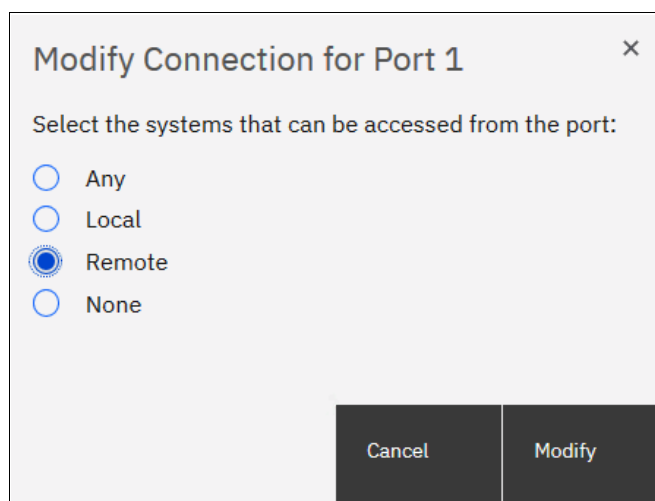 Modify Connection for Port 1
Select the systems that can be accessed from the port:
Any
Local
Remote
None
Cancel
Modify